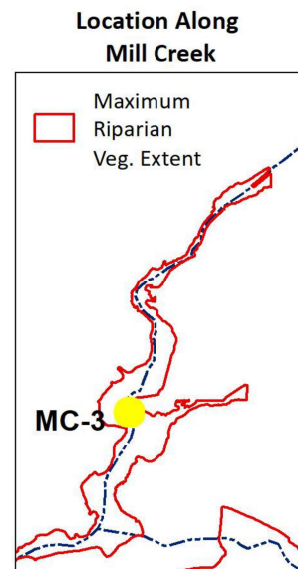 Location Along
Mill Creek
Maximum
Riparian
Veg. Extent
MC-3